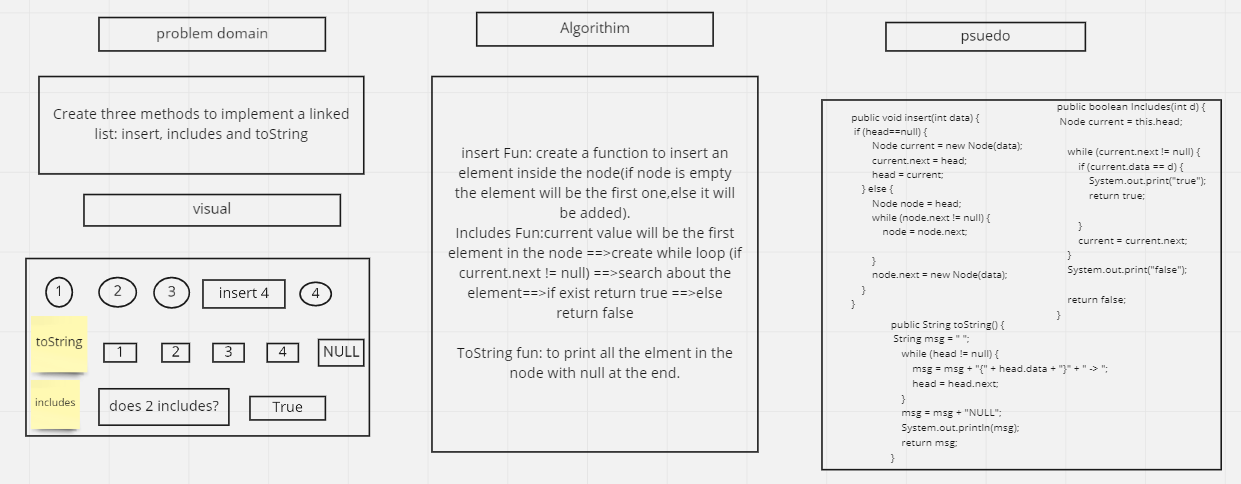 problem domain
Create three methods to implement a linked
list: insert, includes and toString
visual
1
2
3
insert 4
4
toString
1
2
3
4
NULL
includes
does 2 includes?
True
Algorithim
insert Fun: create a function to insert an
element inside the node(if node is empty
the element will be the first one,else it will
be added).
Includes Fun:current value will be the first
element in the node ==>create while loop (if
current.next != null) ==>search about the
element==>if exist return true ==>else
return false
ToString fun: to print all the elment in the
node with null at the end.
psuedo
public void insert(int data) {
if (head==null) {
Node current = new Node(data);
current.next = head;
head = current;
} else {
Node node = head;
while (node.next != null) {
node = node.next;
}
node.next = new Node(data);
}
}
public boolean Includes(int d) {
Node current = this.head;
while (current.next != null) {
if (current.data == d) {
System.out.print("true");
return true;
}
current = current.next;
}
System.out.print("false");
return false;
}
public String toString() {
String msg = " ";
while (head != null) {
msg = msg + "{" + head.data + "}" + " -> ";
head = head.next;
}
msg = msg + "NULL";
System.out.println(msg);
return msg;
}